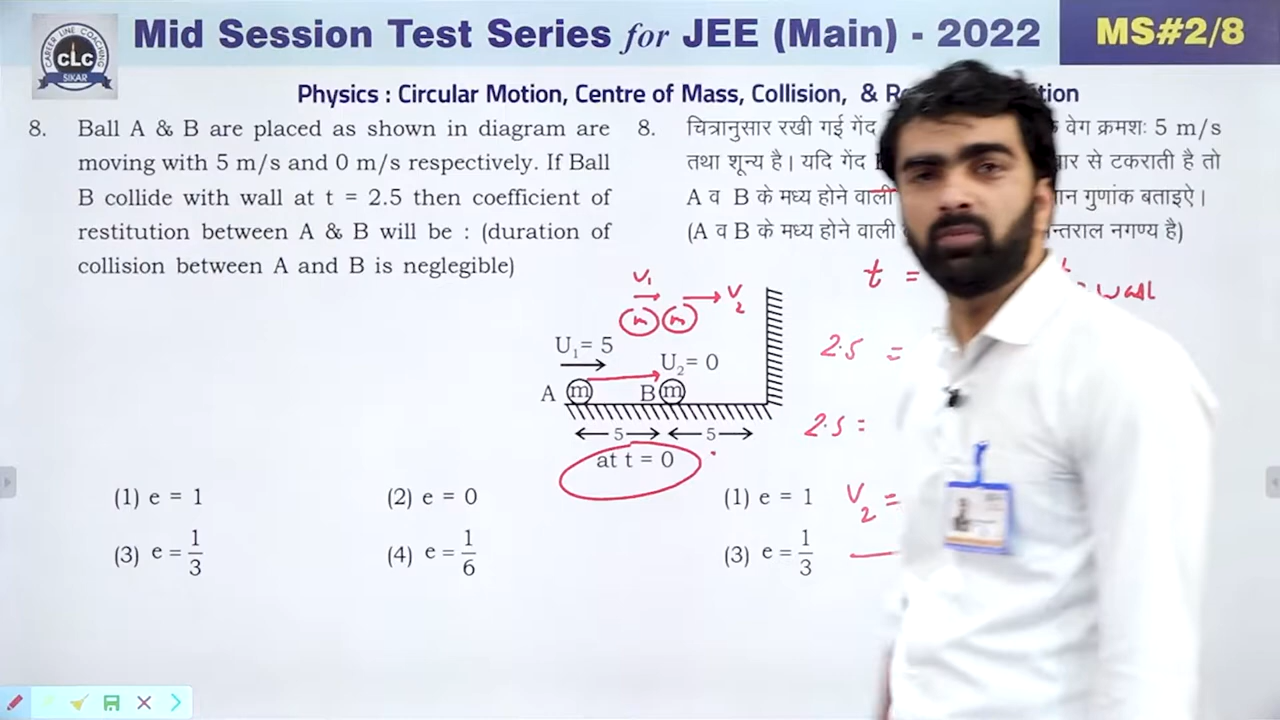 CAREER LINE COACHING
CLC
SIKAR
Mid Session Test Series for JEE (Main) - 2022
MS#2/8
Physics : Circular Motion, Centre of Mass, Collision, & R
tion
8. Ball A & B are placed as shown in diagram are
moving with 5 m/s and 0 m/s respectively. If Ball
B collide with wall at t = 2.5 then coefficient of
restitution between A & B will be : (duration of
collision between A and B is neglegible)
8. चित्रानुसार रखी गई गेंद वेग क्रमशः 5 m/s
तथा शून्य है। यदि गेंद से टकराती है तो
A व B के मध्य होने वाली गुणांक बताइऐ।
(A व B के मध्य होने वाली नगण्य है)
V1
V2
m m
t =
wall
U1= 5
U2= 0
2.5 =
A m B m
5 5
2.5 =
at t = 0
(1) e = 1 (2) e = 0
(3) e = 1/3 (4) e = 1/6
(1) e = 1
V2 =
(3) e = 1/3